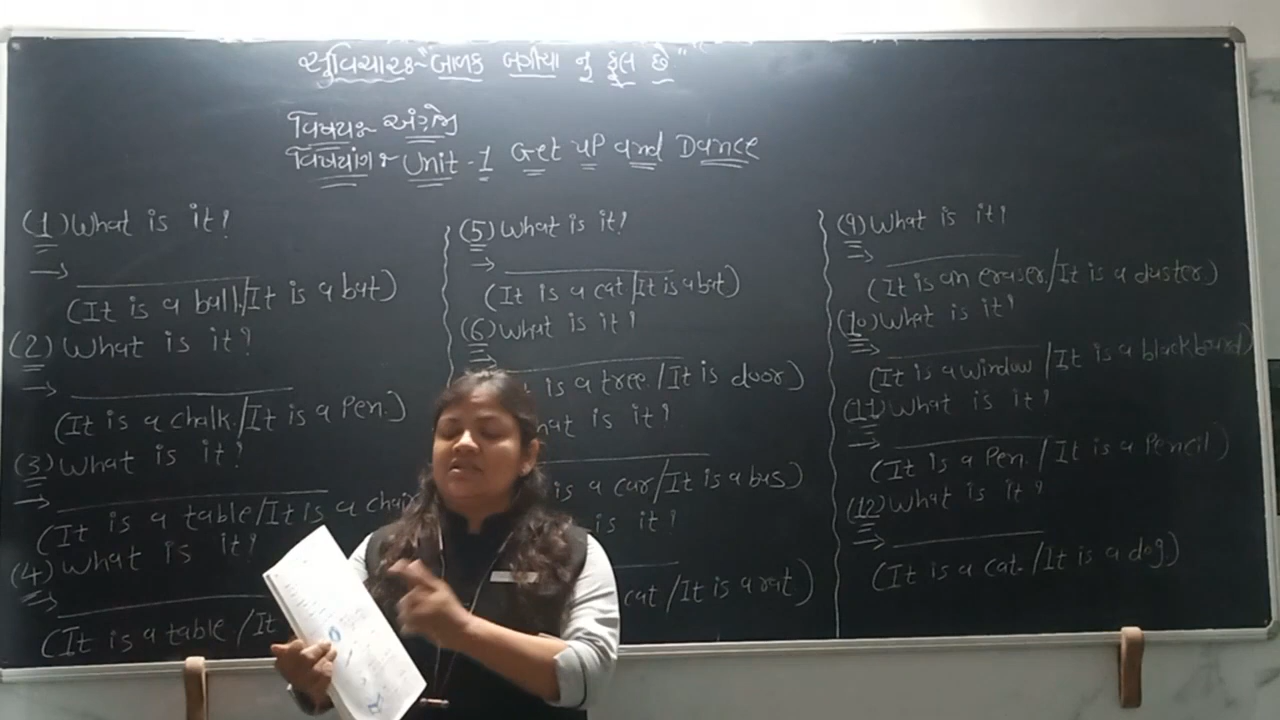 સુવિચારઃ- "બાળક બગીચા નુ ફૂલ છે."
વિષયઃ- અંગ્રેજી
વિષયાંગઃ- Unit-1 Get up and Dance
(1) What is it?
→
(It is a ball./It is a bat)
(2) What is it?
→
(It is a chalk./It is a Pen.)
(3) What is it?
→
(It is a table/It is a chair
(4) What is it?
→
(It is a table./It
(5) What is it?
→
(It is a cat/It is a bat)
(6) What is it?
→
is a tree./It is door)
What is it?
is a car/It is a bus)
is it?
cat/It is a rat)
(9) What is it?
→
(It is an eraser./It is a duster)
(10) What is it?
→
(It is a window/It is a blackboard)
(11) What is it?
→
(It is a Pen./It is a Pencil)
(12) What is it?
→
(It is a cat./It is a dog)